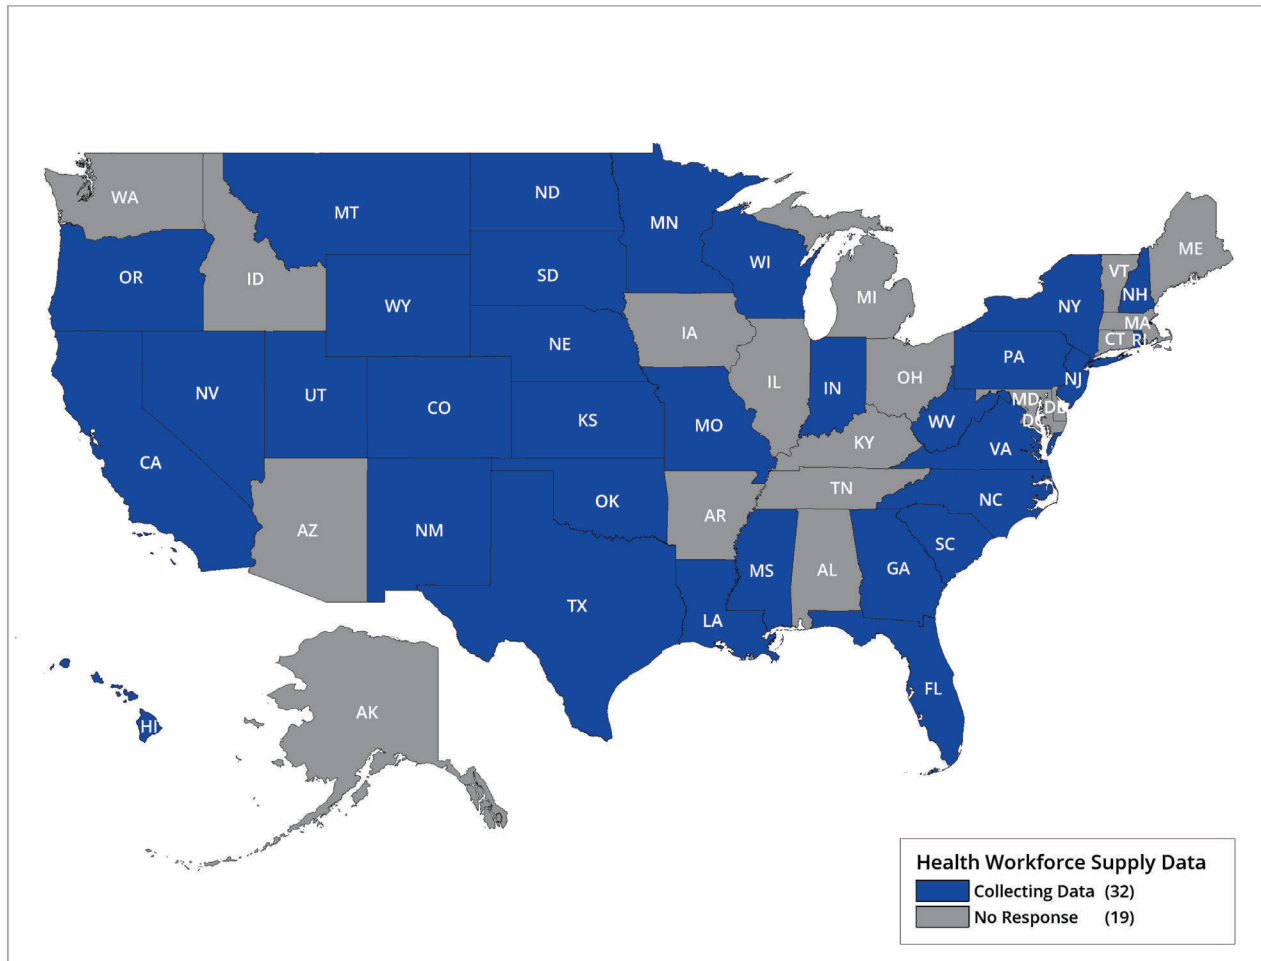 WA
MT
ND
MN
ME
OR
ID
SD
WI
VT
NH
WY
MI
NY
MA
CT
RI
IA
NE
PA
NV
UT
CO
IL
IN
OH
NJ
MD
DE
DC
KS
MO
WV
VA
CA
KY
TN
NC
AZ
NM
OK
AR
SC
MS
AL
GA
TX
LA
FL
HI
AK
Health Workforce Supply Data
Collecting Data (32)
No Response (19)